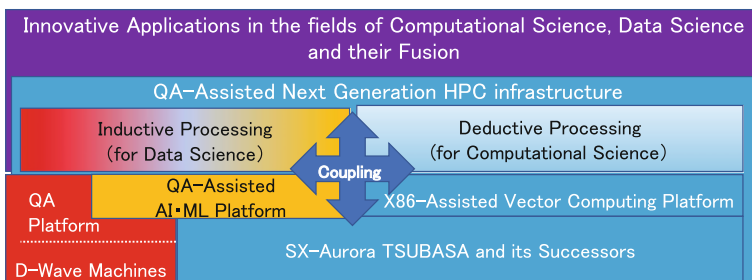 Innovative Applications in the fields of Computational Science, Data Science
and their Fusion
QA-Assisted Next Generation HPC infrastructure
Inductive Processing
(for Data Science)
Deductive Processing
(for Computational Science)
Coupling
QA
Platform
QA-Assisted
AI・ML Platform
X86-Assisted Vector Computing Platform
D-Wave Machines
SX-Aurora TSUBASA and its Successors